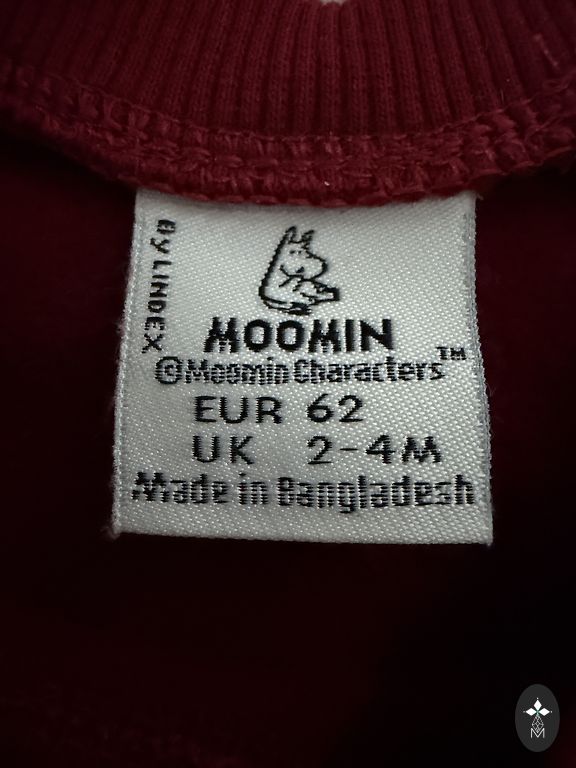 By LINDEX
MOOMIN
©Moomin Characters™
EUR 62
UK 2-4M
Made in Bangladesh
M